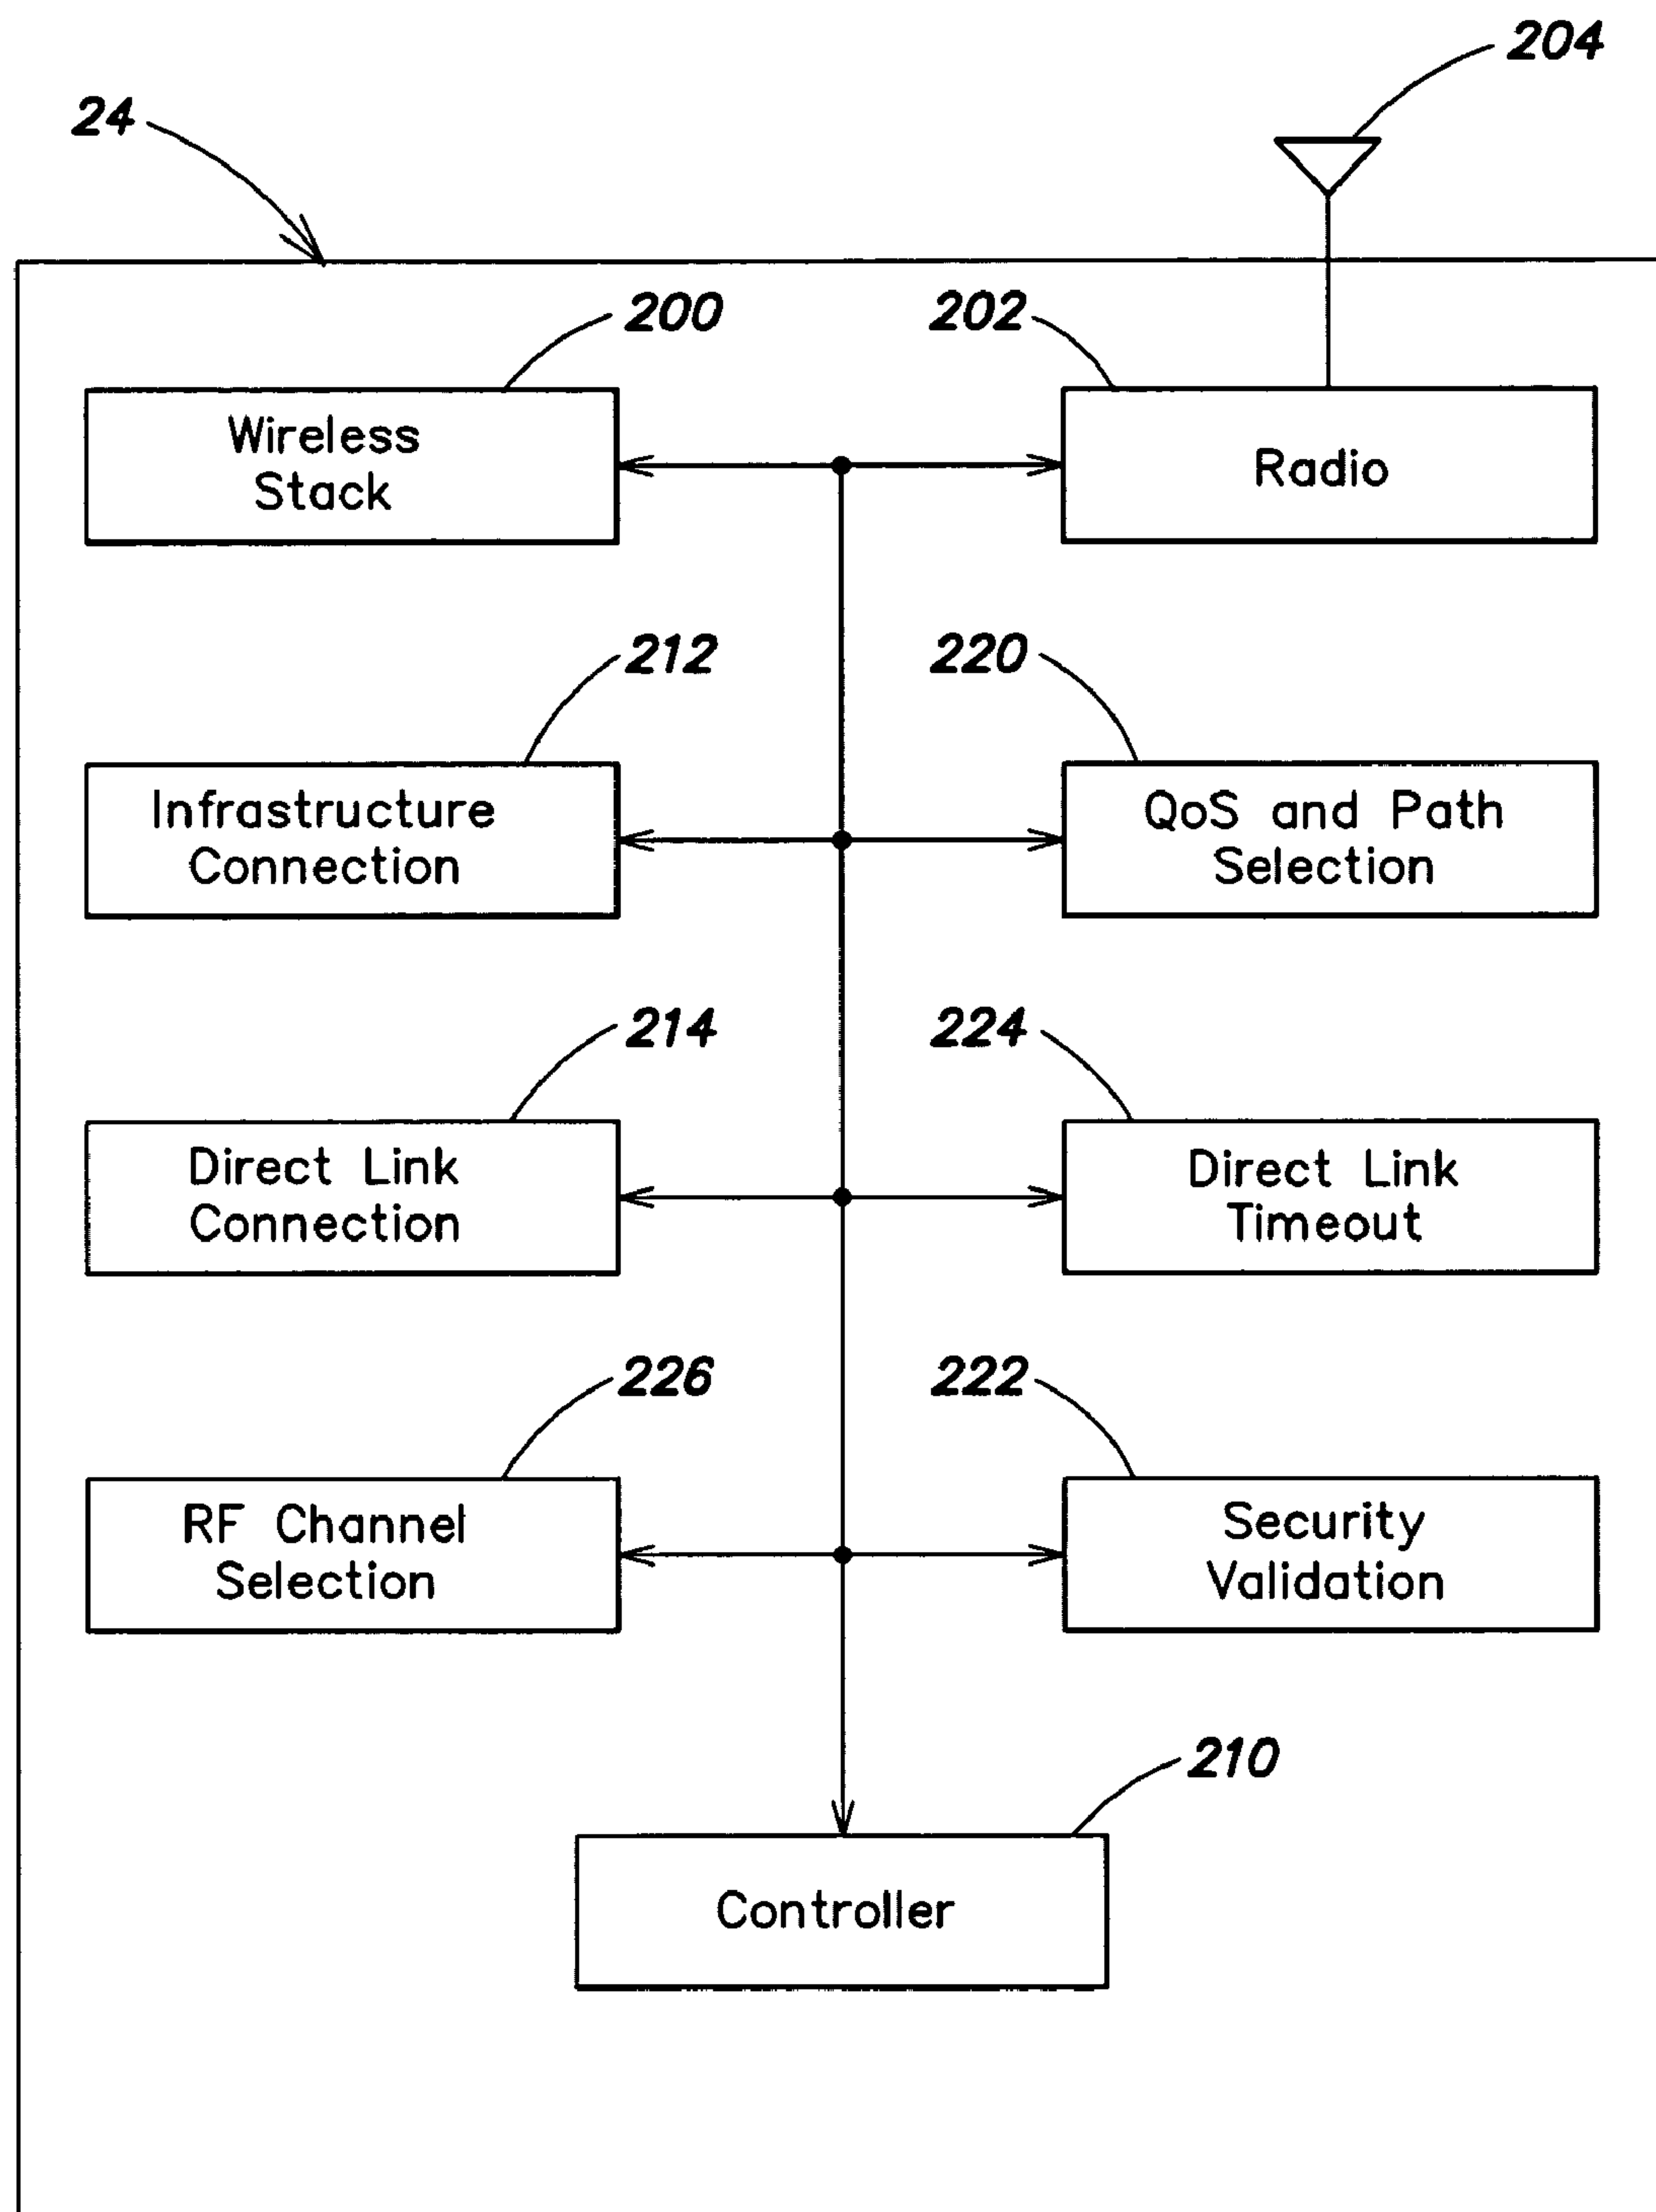 204
24
200
202
Wireless
Stack
Radio
212
220
Infrastructure
Connection
QoS and Path
Selection
214
224
Direct Link
Connection
Direct Link
Timeout
226
222
RF Channel
Selection
Security
Validation
210
Controller